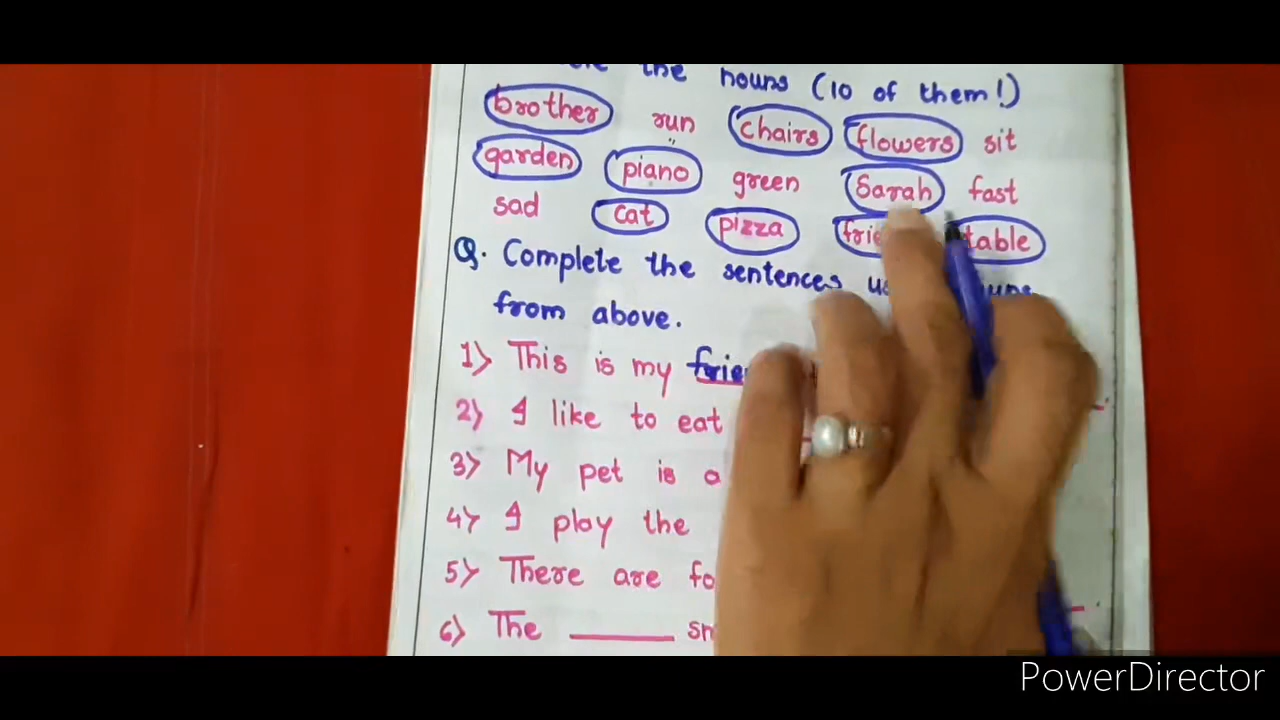 the nouns (10 of them!)
brother run chairs flowers sit
garden piano green Sarah fast
sad cat pizza table
Q. Complete the sentences
from above.
1) This is my
2) I like to eat
3) My pet is a
4) I play the
5) There are
6) The ______
PowerDirector